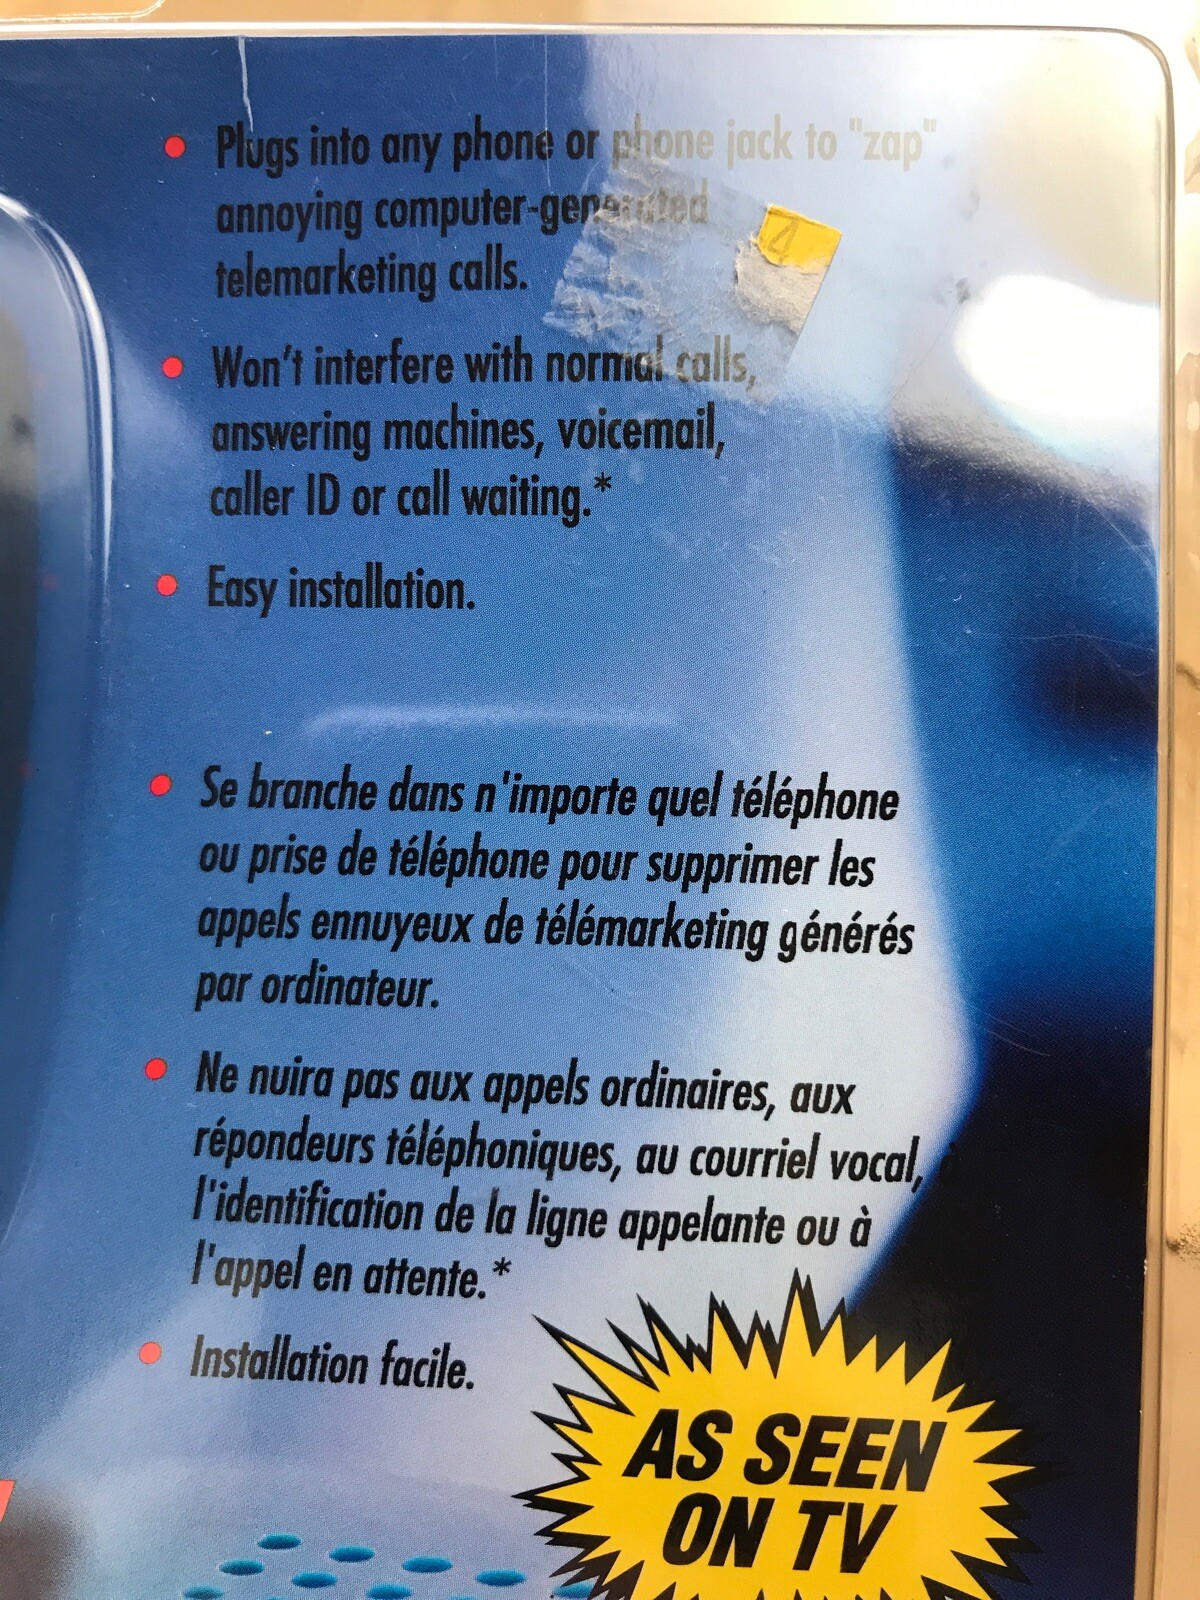 Plugs into any phone or phone jack to "zap"
annoying computer-generated
telemarketing calls.
Won't interfere with normal calls,
answering machines, voicemail,
caller ID or call waiting.*
Easy installation.
Se branche dans n'importe quel téléphone
ou prise de téléphone pour supprimer les
appels ennuyeux de télémarketing générés
par ordinateur.
Ne nuira pas aux appels ordinaires, aux
répondeurs téléphoniques, au courriel vocal,
l'identification de la ligne appelante ou à
l'appel en attente.*
Installation facile.
AS SEEN
ON TV